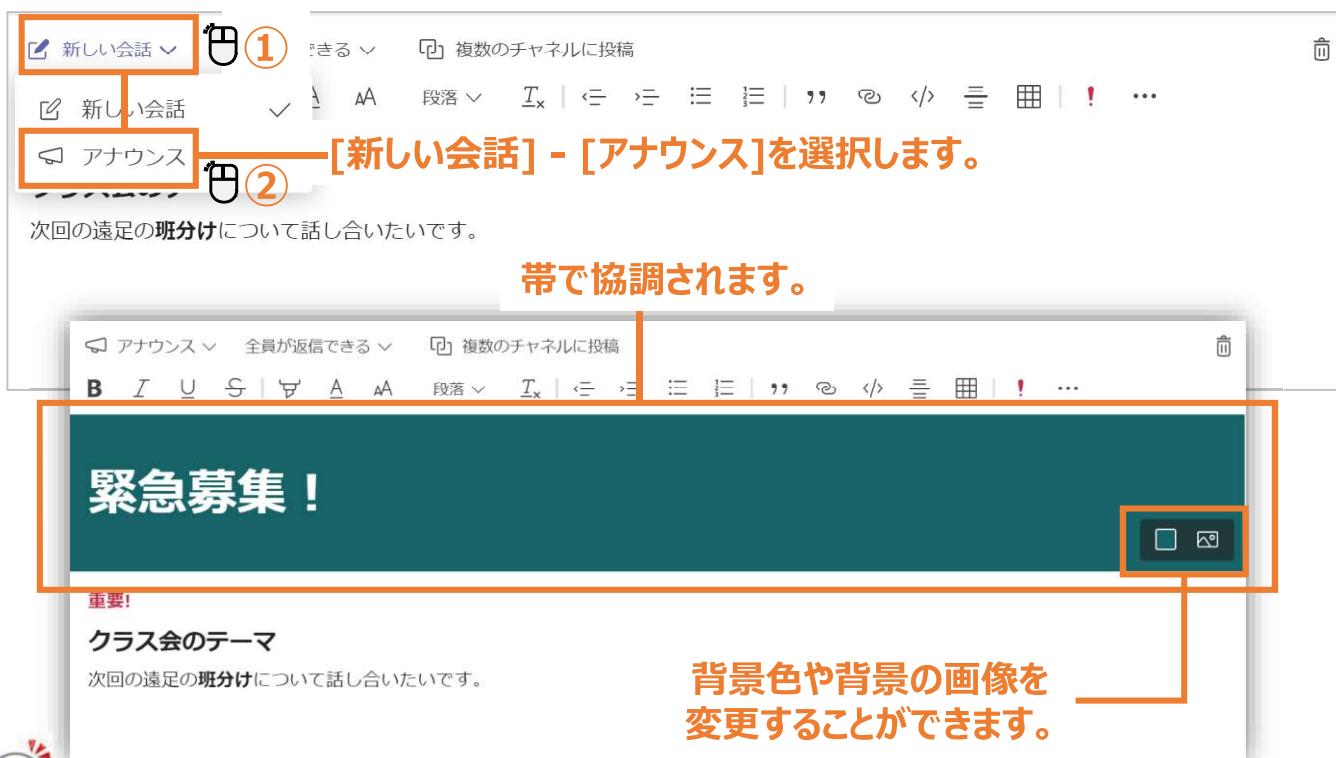 新しい会話 ① できる 複数のチャネルに投稿
新しい会話 A AA 段落
アナウンス [新しい会話] - [アナウンス]を選択します。
②
次回の遠足の班分けについて話し合いたいです。
帯で協調されます。
アナウンス 全員が返信できる 複数のチャネルに投稿
B I U S A AA 段落
緊急募集！
重要!
クラス会のテーマ
次回の遠足の班分けについて話し合いたいです。
背景色や背景の画像を
変更することができます。